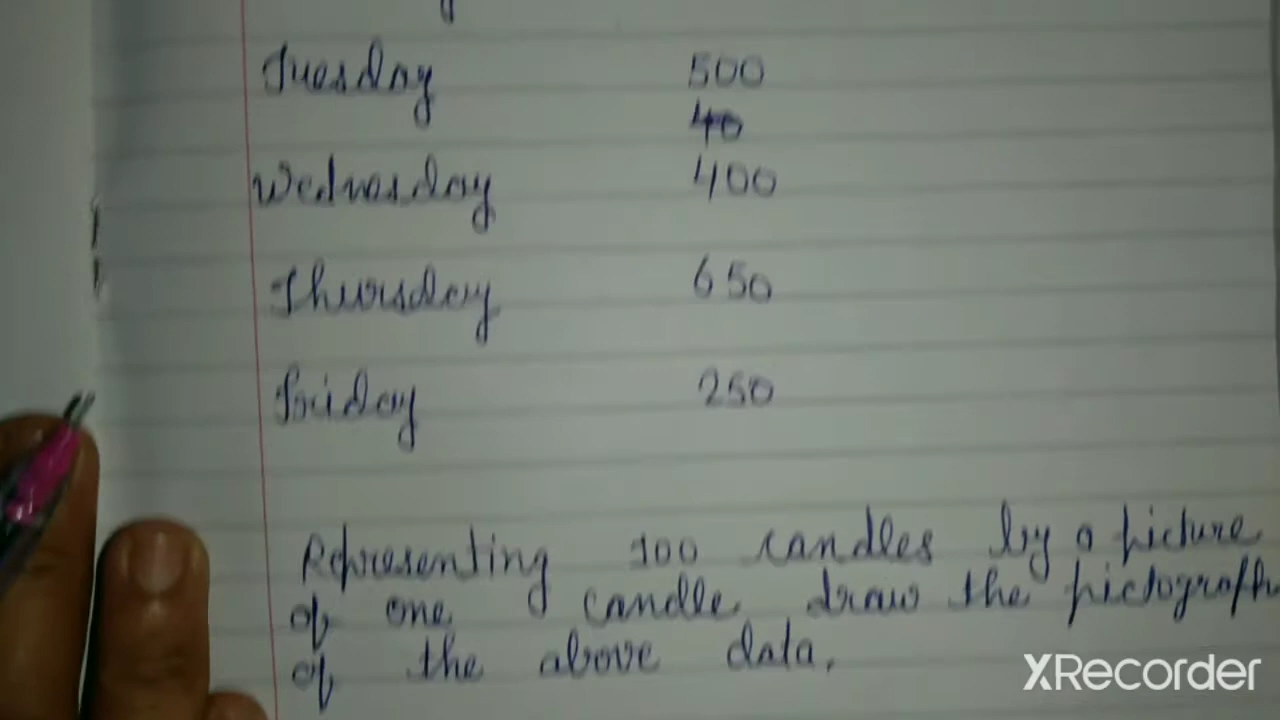 Tuesday 500
40
Wednesday 400
Thursday 650
Friday 250
Representing 100 candles by a picture
of one candle. draw the pictograph
of the above data.
XRecorder